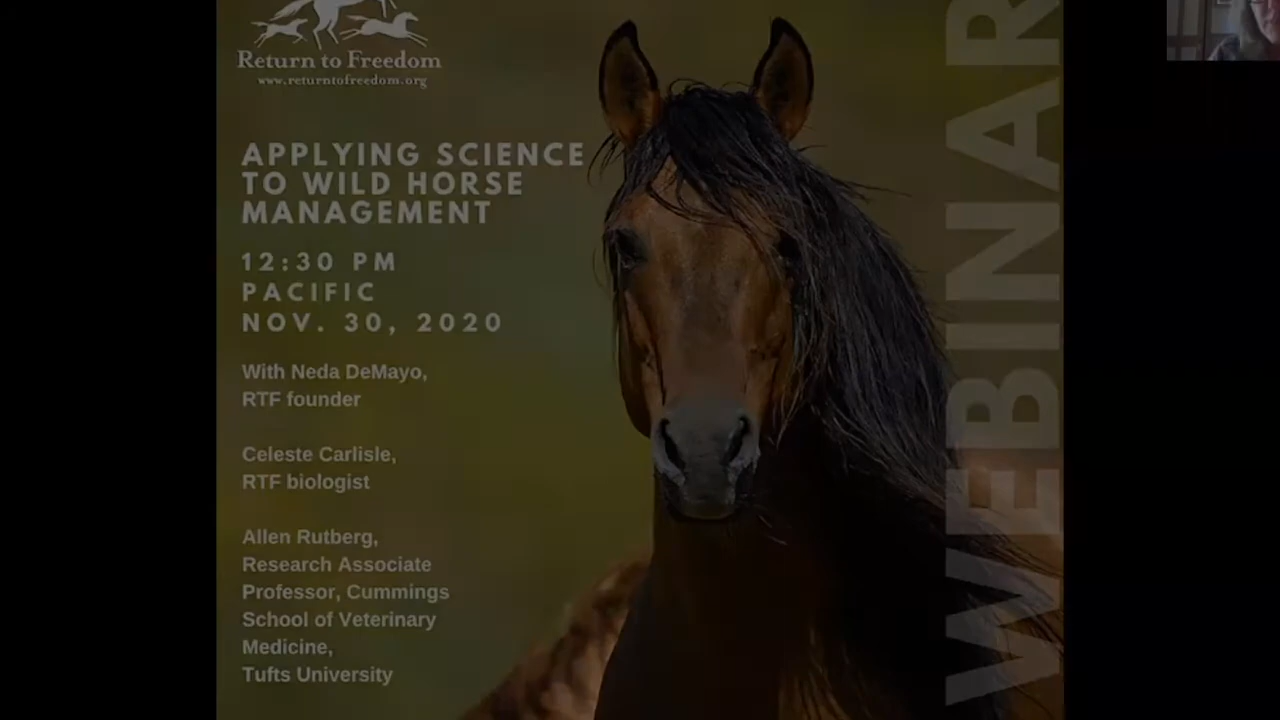 Return to Freedom
www.returntofreedom.org
APPLYING SCIENCE
TO WILD HORSE
MANAGEMENT
12:30 PM
PACIFIC
NOV. 30, 2020
With Neda DeMayo,
RTF founder
Celeste Carlisle,
RTF biologist
Allen Rutberg,
Research Associate
Professor, Cummings
School of Veterinary
Medicine,
Tufts University
WEBINAR